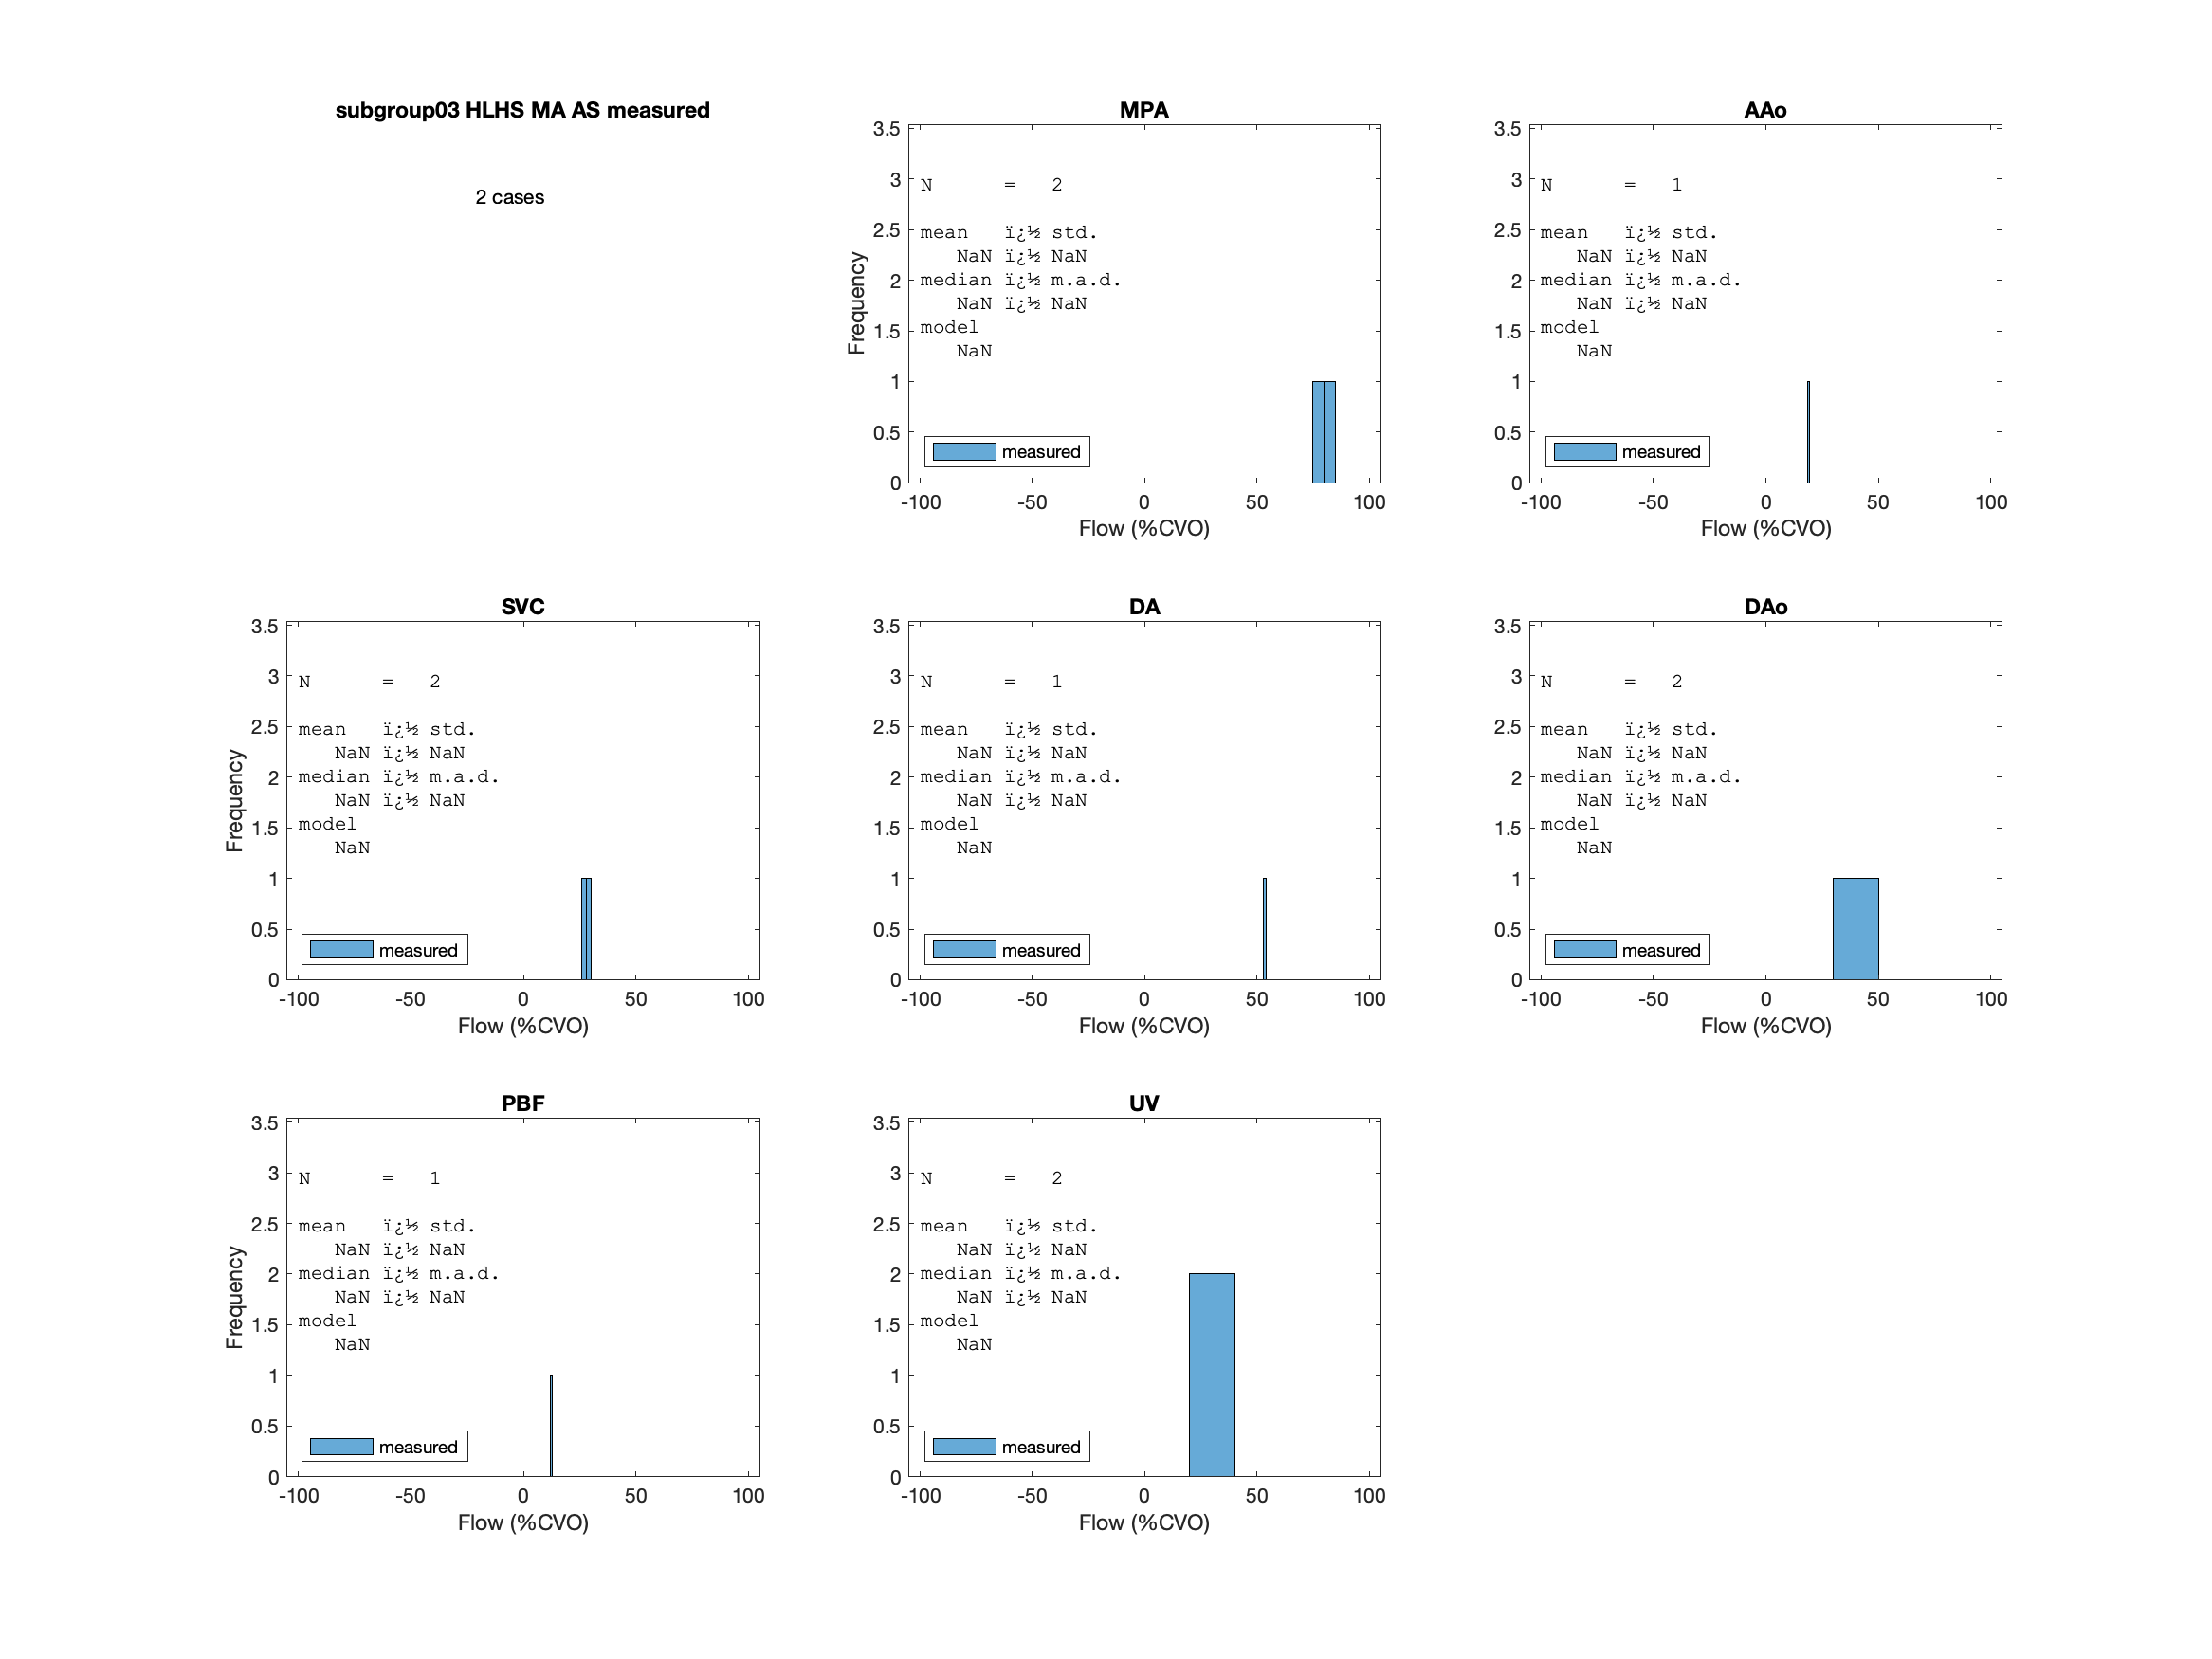 subgroup03 HLHS MA AS measured
2 cases
MPA
3.5
3
2.5
2
1.5
1
0.5
0
Frequency
N = 2
mean ï¿½ std.
NaN ï¿½ NaN
median ï¿½ m.a.d.
NaN ï¿½ NaN
model
NaN
measured
-100 -50 0 50 100
Flow (%CVO)
AAo
3.5
3
2.5
2
1.5
1
0.5
0
N = 1
mean ï¿½ std.
NaN ï¿½ NaN
median ï¿½ m.a.d.
NaN ï¿½ NaN
model
NaN
measured
-100 -50 0 50 100
Flow (%CVO)
SVC
3.5
3
2.5
2
1.5
1
0.5
0
Frequency
N = 2
mean ï¿½ std.
NaN ï¿½ NaN
median ï¿½ m.a.d.
NaN ï¿½ NaN
model
NaN
measured
-100 -50 0 50 100
Flow (%CVO)
DA
3.5
3
2.5
2
1.5
1
0.5
0
N = 1
mean ï¿½ std.
NaN ï¿½ NaN
median ï¿½ m.a.d.
NaN ï¿½ NaN
model
NaN
measured
-100 -50 0 50 100
Flow (%CVO)
DAo
3.5
3
2.5
2
1.5
1
0.5
0
N = 2
mean ï¿½ std.
NaN ï¿½ NaN
median ï¿½ m.a.d.
NaN ï¿½ NaN
model
NaN
measured
-100 -50 0 50 100
Flow (%CVO)
PBF
3.5
3
2.5
2
1.5
1
0.5
0
Frequency
N = 1
mean ï¿½ std.
NaN ï¿½ NaN
median ï¿½ m.a.d.
NaN ï¿½ NaN
model
NaN
measured
-100 -50 0 50 100
Flow (%CVO)
UV
3.5
3
2.5
2
1.5
1
0.5
0
N = 2
mean ï¿½ std.
NaN ï¿½ NaN
median ï¿½ m.a.d.
NaN ï¿½ NaN
model
NaN
measured
-100 -50 0 50 100
Flow (%CVO)